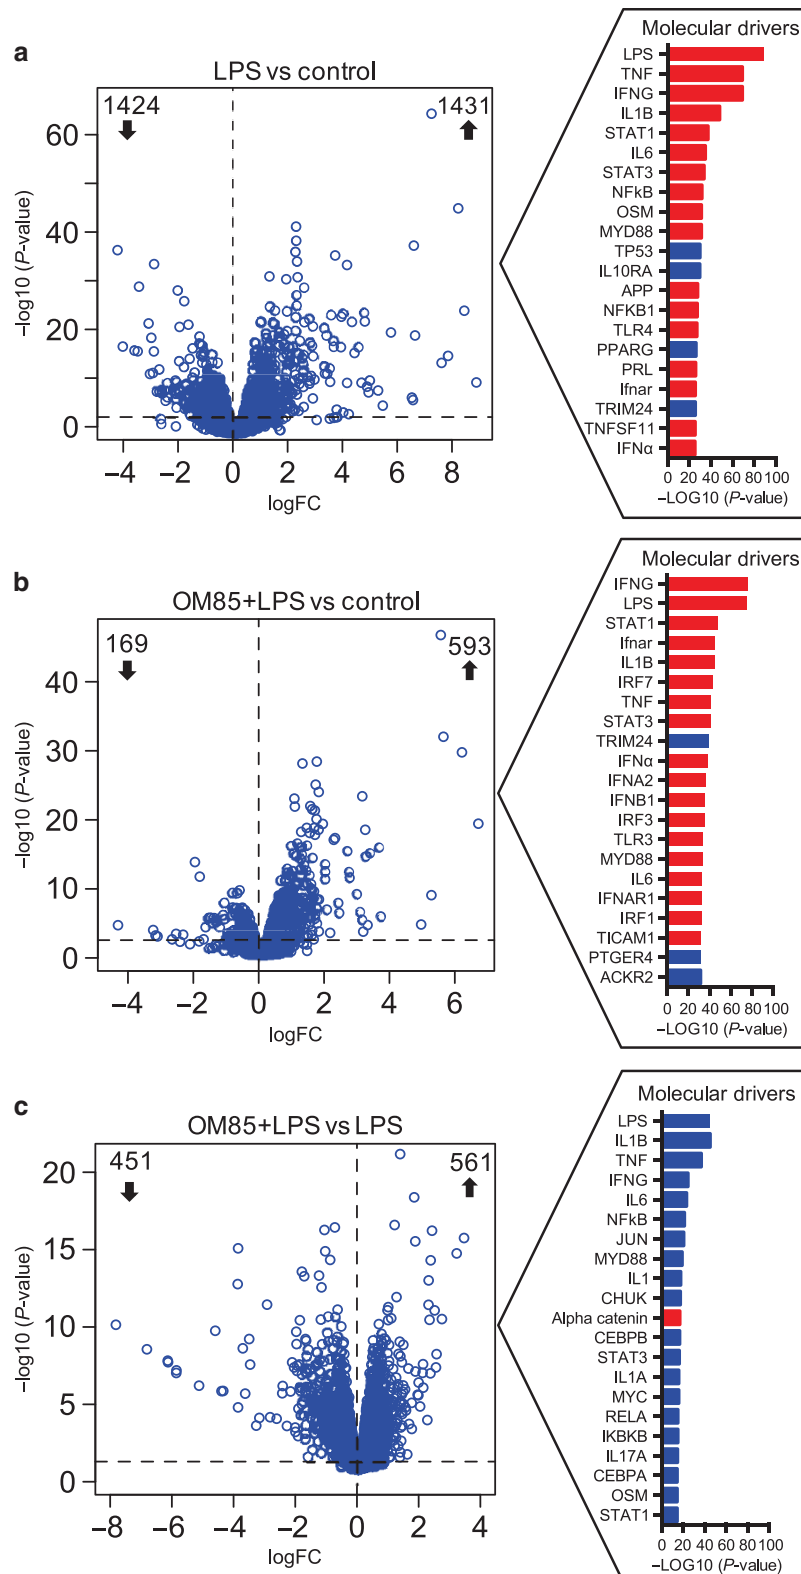 a
LPS vs control
1424
1431
60
40
20
0
−log10 (P-value)
−4 −2 0 2 4 6 8
logFC
Molecular drivers
LPS
TNF
IFNG
IL1B
STAT1
IL6
STAT3
NFkB
OSM
MYD88
TP53
IL10RA
APP
NFKB1
TLR4
PPARG
PRL
Ifnar
TRIM24
TNFSF11
IFNα
0 20 40 60 80 100
−LOG10 (P-value)
b
OM85+LPS vs control
169
593
40
30
20
10
0
−log10 (P-value)
−4 −2 0 2 4 6
logFC
Molecular drivers
IFNG
LPS
STAT1
Ifnar
IL1B
IRF7
TNF
STAT3
TRIM24
IFNα
IFNA2
IFNB1
IRF3
TLR3
MYD88
IL6
IFNAR1
IRF1
TICAM1
PTGER4
ACKR2
0 20 40 60 80 100
−LOG10 (P-value)
c
OM85+LPS vs LPS
451
561
20
15
10
5
0
−log10 (P-value)
−8 −6 −4 −2 0 2 4
logFC
Molecular drivers
LPS
IL1B
TNF
IFNG
IL6
NFkB
JUN
MYD88
IL1
CHUK
Alpha catenin
CEBPB
STAT3
IL1A
MYC
RELA
IKBKB
IL17A
CEBPA
OSM
STAT1
0 20 40 60 80 100
−LOG10 (P-value)